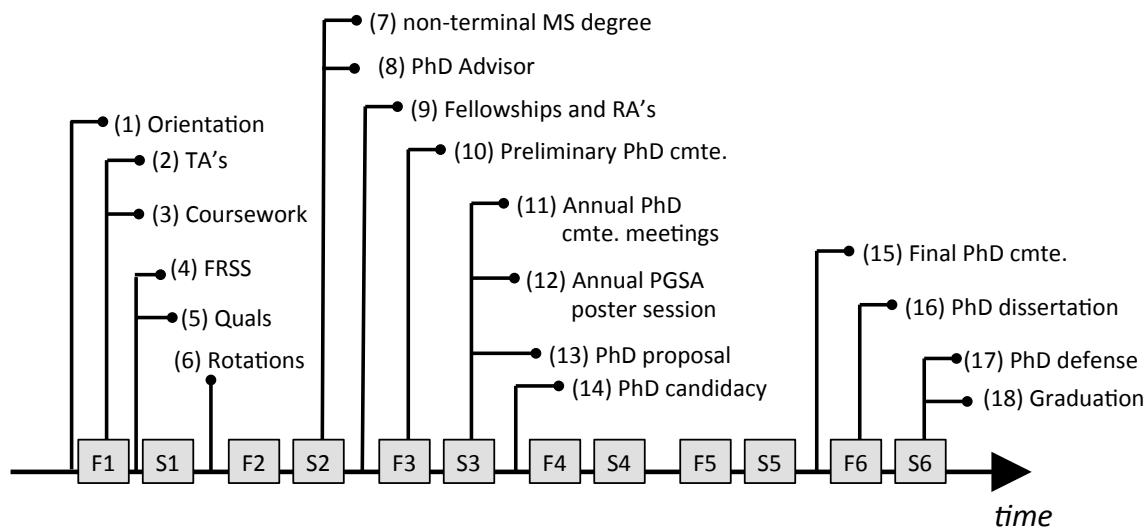 (1) Orientation
(2) TA's
(3) Coursework
(4) FRSS
(5) Quals
(6) Rotations
(7) non-terminal MS degree
(8) PhD Advisor
(9) Fellowships and RA's
(10) Preliminary PhD cmte.
(11) Annual PhD
cmte. meetings
(12) Annual PGSA
poster session
(13) PhD proposal
(14) PhD candidacy
(15) Final PhD cmte.
(16) PhD dissertation
(17) PhD defense
(18) Graduation
F1 S1 F2 S2 F3 S3 F4 S4 F5 S5 F6 S6
time